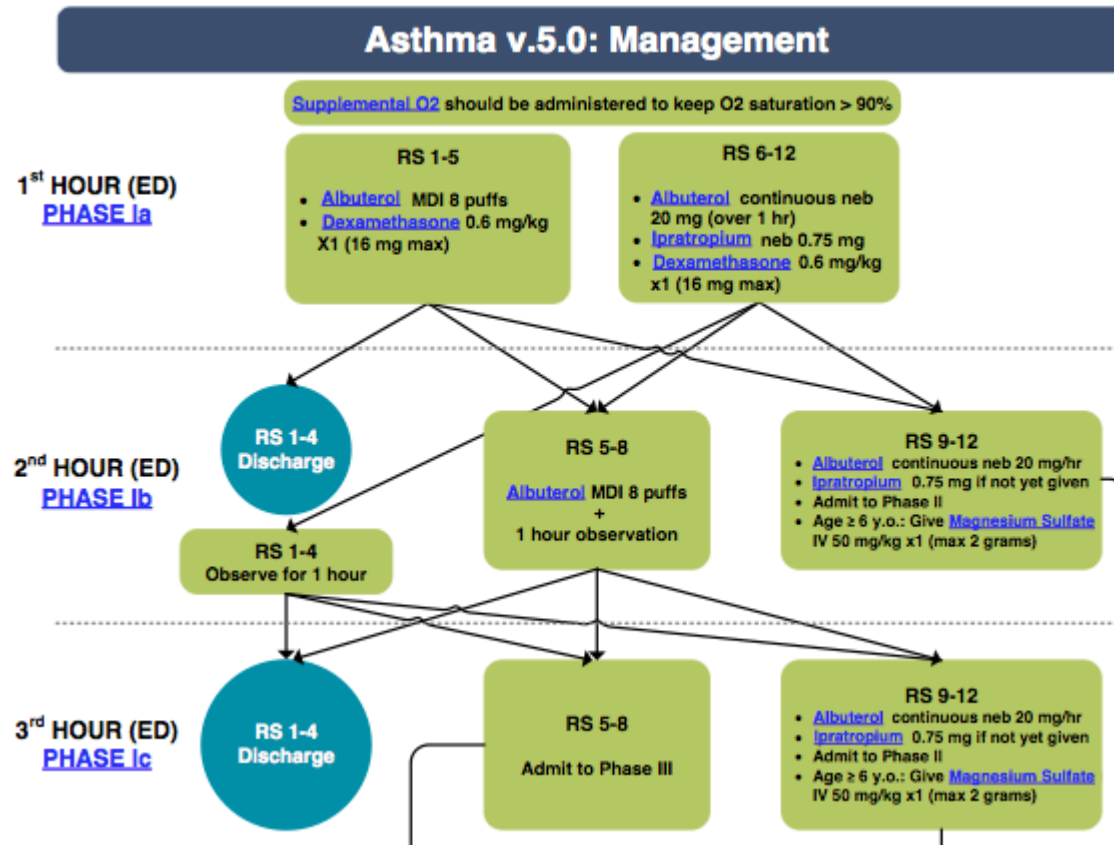 Asthma v.5.0: Management
Supplemental O2 should be administered to keep O2 saturation > 90%
1st HOUR (ED)
PHASE Ia
RS 1-5
• Albuterol MDI 8 puffs
• Dexamethasone 0.6 mg/kg
X1 (16 mg max)
RS 6-12
• Albuterol continuous neb
20 mg (over 1 hr)
• Ipratropium neb 0.75 mg
• Dexamethasone 0.6 mg/kg
x1 (16 mg max)
2nd HOUR (ED)
PHASE Ib
RS 1-4
Discharge
RS 1-4
Observe for 1 hour
RS 5-8
Albuterol MDI 8 puffs
+
1 hour observation
RS 9-12
• Albuterol continuous neb 20 mg/hr
• Ipratropium 0.75 mg if not yet given
• Admit to Phase II
• Age ≥ 6 y.o.: Give Magnesium Sulfate
IV 50 mg/kg x1 (max 2 grams)
3rd HOUR (ED)
PHASE Ic
RS 1-4
Discharge
RS 5-8
Admit to Phase III
RS 9-12
• Albuterol continuous neb 20 mg/hr
• Ipratropium 0.75 mg if not yet given
• Admit to Phase II
• Age ≥ 6 y.o.: Give Magnesium Sulfate
IV 50 mg/kg x1 (max 2 grams)